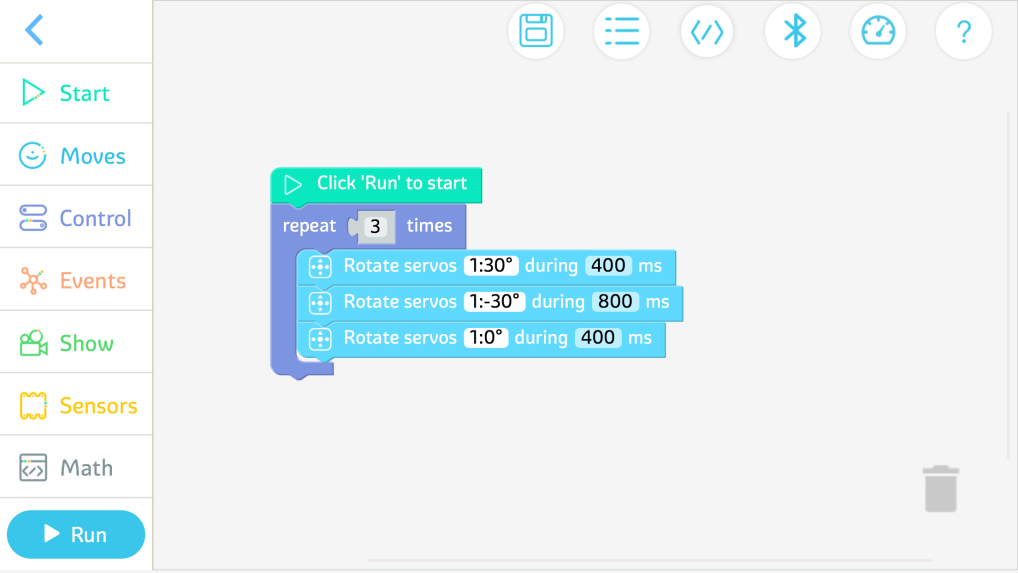 ?
Start
Moves
Control
Events
Show
Sensors
Math
Run
Click 'Run' to start
repeat 3 times
Rotate servos 1:30° during 400 ms
Rotate servos 1:-30° during 800 ms
Rotate servos 1:0° during 400 ms